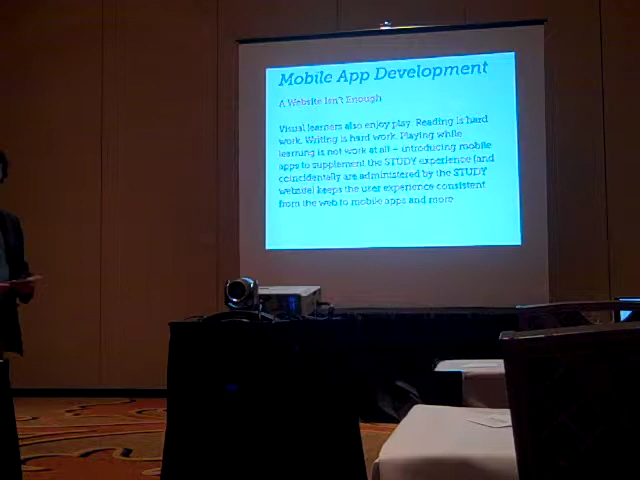 Mobile App Development
A Website Isn't Enough
Visual learners also enjoy play. Reading is hard
work. Writing is hard work. Playing while
learning is not work at all – introducing mobile
apps to supplement the STUDY experience (and
coincidentally are administered by the STUDY
website) keeps the user experience consistent
from the web to mobile apps and more